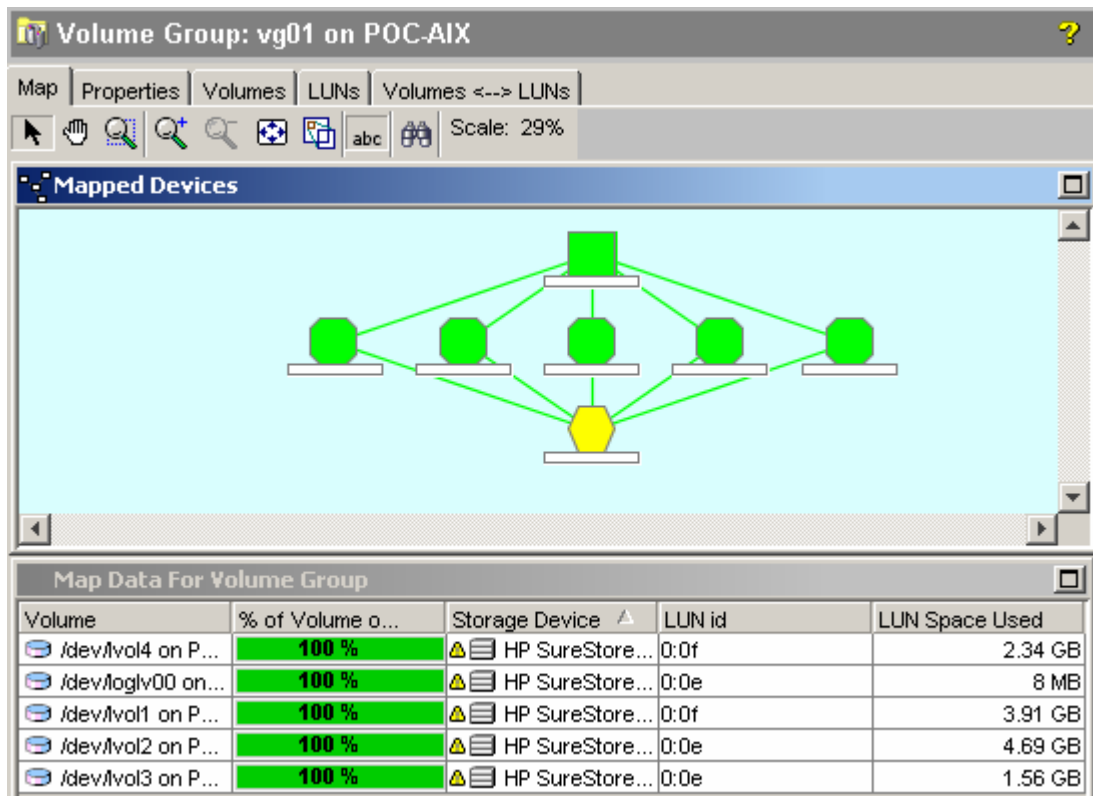 Volume Group: vg01 on POC-AIX ?
Map Properties Volumes LUNs Volumes <--> LUNs
abc Scale: 29%
Mapped Devices
Map Data For Volume Group
Volume % of Volume o... Storage Device LUN id LUN Space Used
/dev/lvol4 on P... 100 % HP SureStore... 0:0f 2.34 GB
/dev/loglv00 on... 100 % HP SureStore... 0:0e 8 MB
/dev/lvol1 on P... 100 % HP SureStore... 0:0f 3.91 GB
/dev/lvol2 on P... 100 % HP SureStore... 0:0e 4.69 GB
/dev/lvol3 on P... 100 % HP SureStore... 0:0e 1.56 GB